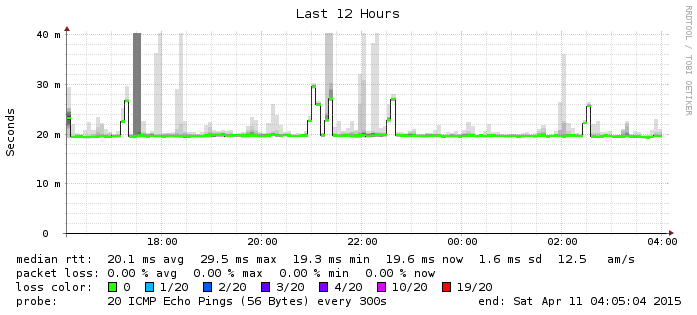 Last 12 Hours
RRDTOOL / TOBI OETIKER
Seconds
40 m
30 m
20 m
10 m
0
18:00 20:00 22:00 00:00 02:00 04:00
median rtt: 20.1 ms avg 29.5 ms max 19.3 ms min 19.6 ms now 1.6 ms sd 12.5 am/s
packet loss: 0.00 % avg 0.00 % max 0.00 % min 0.00 % now
loss color: 0 1/20 2/20 3/20 4/20 10/20 19/20
probe: 20 ICMP Echo Pings (56 Bytes) every 300s end: Sat Apr 11 04:05:04 2015